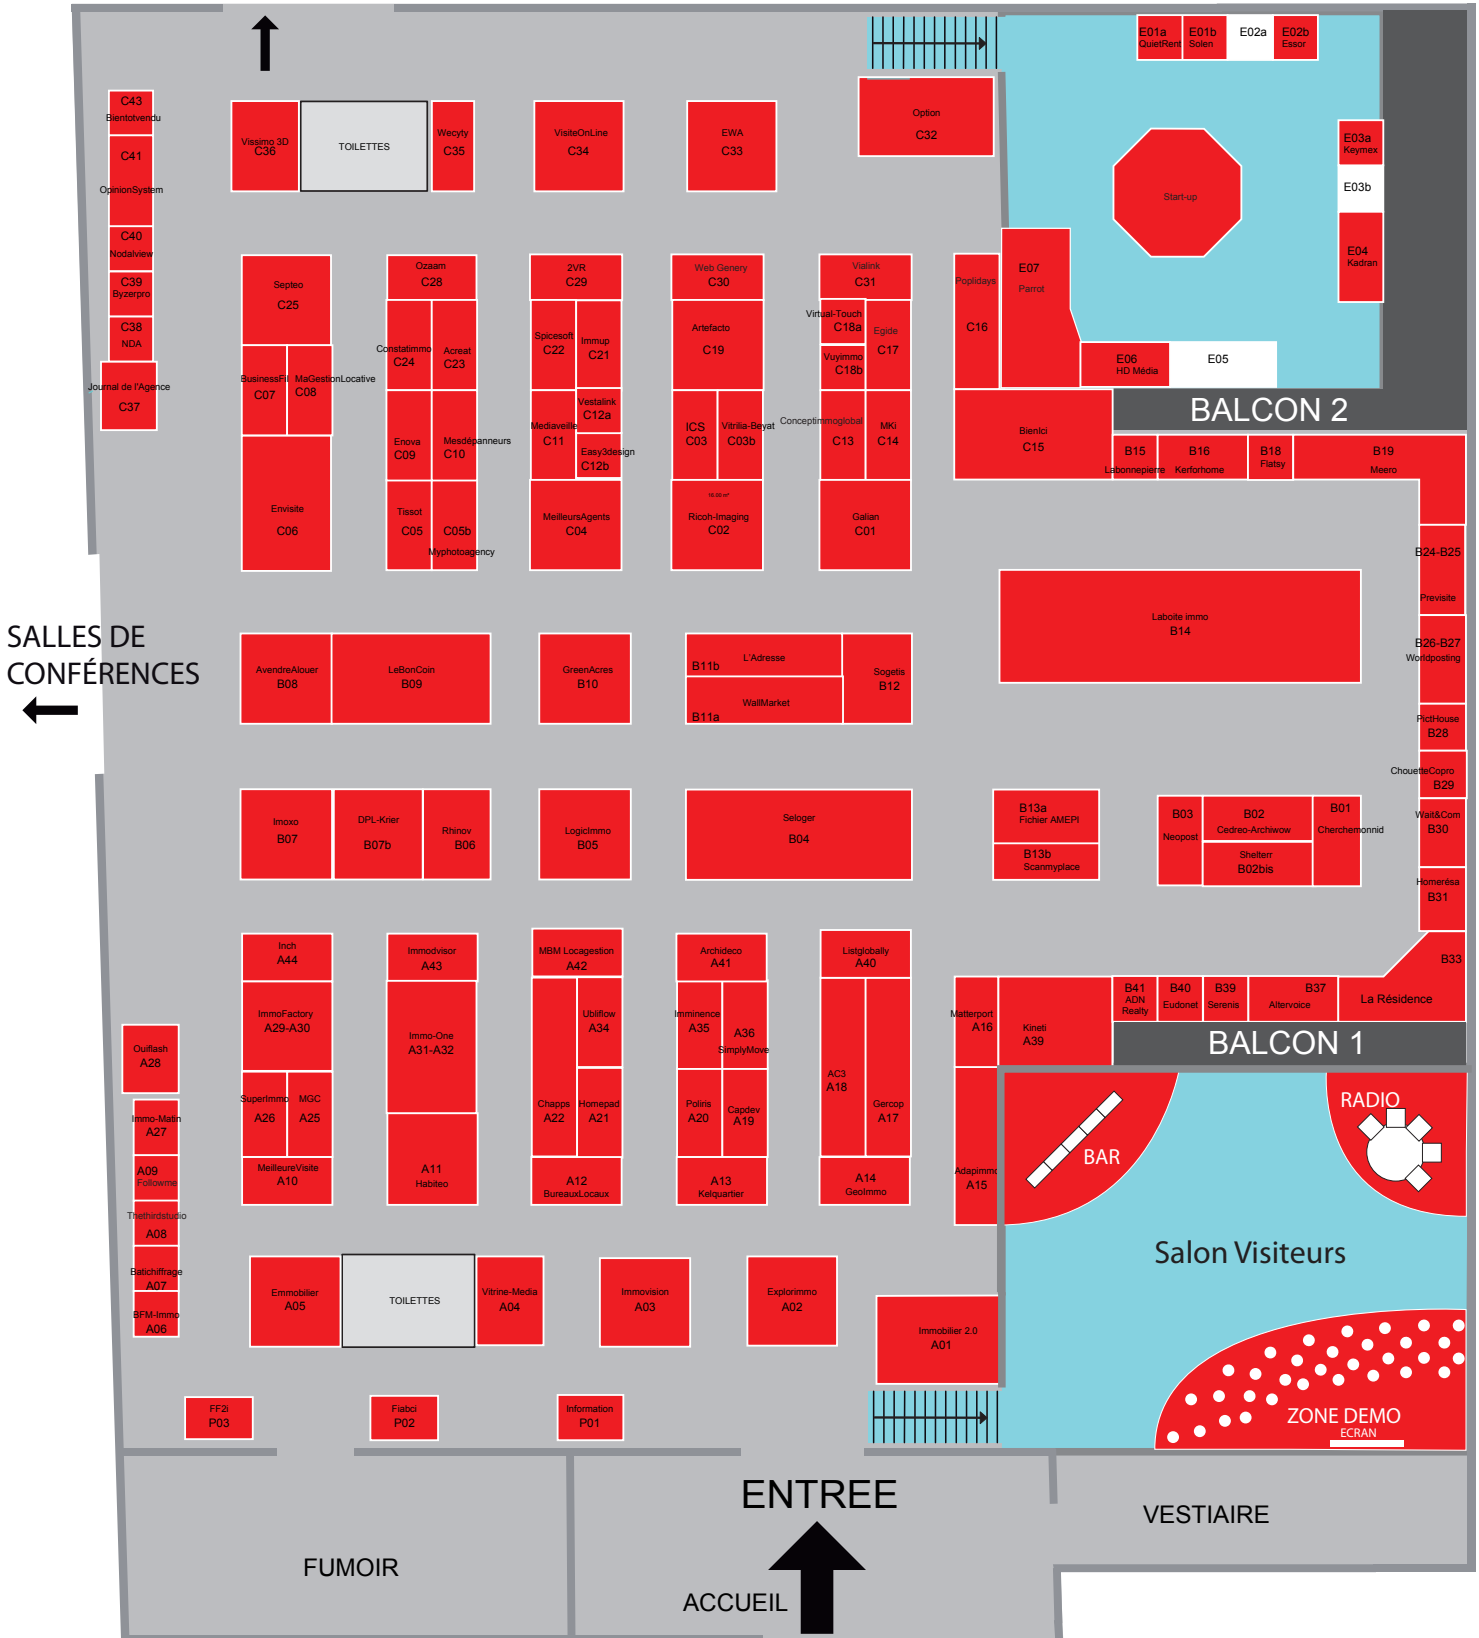 E01a
QuietRent
E01b
Solen
E02a
E02b
Essor
C43
Bientotvendu
C41
OpinionSystem
C40
Nodalview
C39
Byzerpro
C38
NDA
Journal de l'Agence
C37
Vissimo 3D
C36
TOILETTES
Wecyty
C35
VisiteOnLine
C34
EWA
C33
Option
C32
Start-up
E03a
Keymex
E03b
E04
Kadran
E07
Parrot
E06
HD Média
E05
BALCON 2
Septeo
C25
BusinessFil
C07
MaGestionLocative
C08
Envisite
C06
Ozaam
C28
Constatimmo
C24
Acreat
C23
Enova
C09
Mesdépanneurs
C10
Tissot
C05
C05b
Myphotoagency
2VR
C29
Spicesoft
C22
Immup
C21
Vestalink
C12a
Mediaveille
C11
Easy3design
C12b
MeilleursAgents
C04
Web Genery
C30
Artefacto
C19
ICS
C03
Vitrilia-Beyat
C03b
16.00 m²
Ricoh-Imaging
C02
Vialink
C31
Virtual-Touch
C18a
Egide
C17
Vuyimmo
C18b
Conceptimmoglobal
C13
MKi
C14
Galian
C01
Poplidays
C16
BienIci
C15
B15
Labonnepierre
B16
Kerforhome
B18
Flatsy
B19
Meero
B24-B25
Previsite
B26-B27
Worldposting
PictHouse
B28
ChouetteCopro
B29
Wait&Com
B30
Homerésa
B31
B33
La Résidence
Laboite immo
B14
SALLES DE
CONFÉRENCES
AvendreAlouer
B08
LeBonCoin
B09
GreenAcres
B10
L'Adresse
B11b
WallMarket
B11a
Sogetis
B12
Imoxo
B07
DPL-Krier
B07b
Rhinov
B06
LogicImmo
B05
Seloger
B04
B13a
Fichier AMEPI
B13b
Scanmyplace
B03
Neopost
B02
Cedreo-Archiwow
Shelterr
B02bis
B01
Cherchemonnid
Inch
A44
ImmoFactory
A29-A30
SuperImmo
A26
MGC
A25
MeilleureVisite
A10
Immodvisor
A43
Immo-One
A31-A32
A11
Habiteo
MBM Locagestion
A42
Ubiliflow
A34
Chapps
A22
Homepad
A21
A12
BureauxLocaux
Archideco
A41
Imminence
A35
A36
SimplyMove
Poliris
A20
Capdev
A19
A13
Kelquartier
Listglobally
A40
AC3
A18
Gercop
A17
A14
GeoImmo
Matterport
A16
Kineti
A39
Adapimmo
A15
B41
ADN
Realty
B40
Eudonet
B39
Serenis
B37
Altervoice
BALCON 1
Ouiflash
A28
Immo-Matin
A27
A09
Followme
Thethirdstudio
A08
Batichiffrage
A07
BFM-Immo
A06
Emmobilier
A05
TOILETTES
Vitrine-Media
A04
Immovision
A03
Explorimmo
A02
Immobilier 2.0
A01
BAR
RADIO
Salon Visiteurs
ZONE DEMO
ECRAN
FF2i
P03
Fiabci
P02
Information
P01
ENTREE
VESTIAIRE
FUMOIR
ACCUEIL